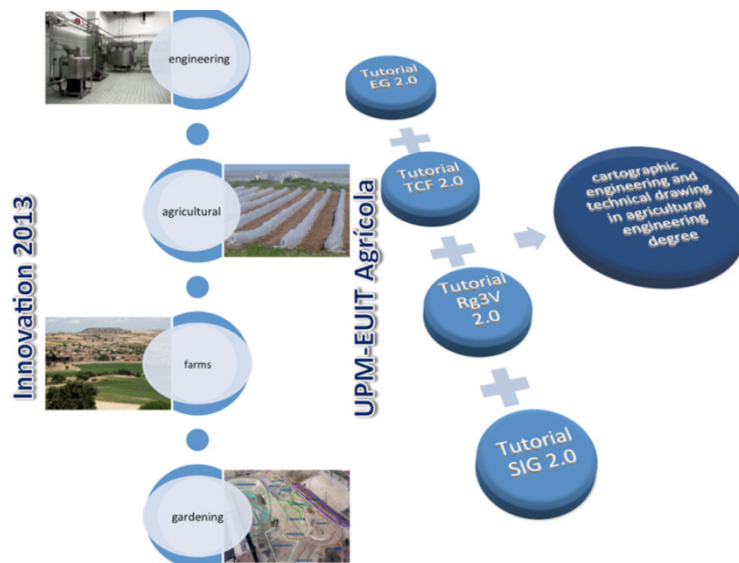 Innovation 2013
engineering
agricultural
farms
gardening
UPM-EUIT Agrícola
Tutorial
EG 2.0
Tutorial
TCF 2.0
Tutorial
Rg3V
2.0
Tutorial
SIG 2.0
cartographic
engineering and
technical drawing
in agricultural
engineering
degree